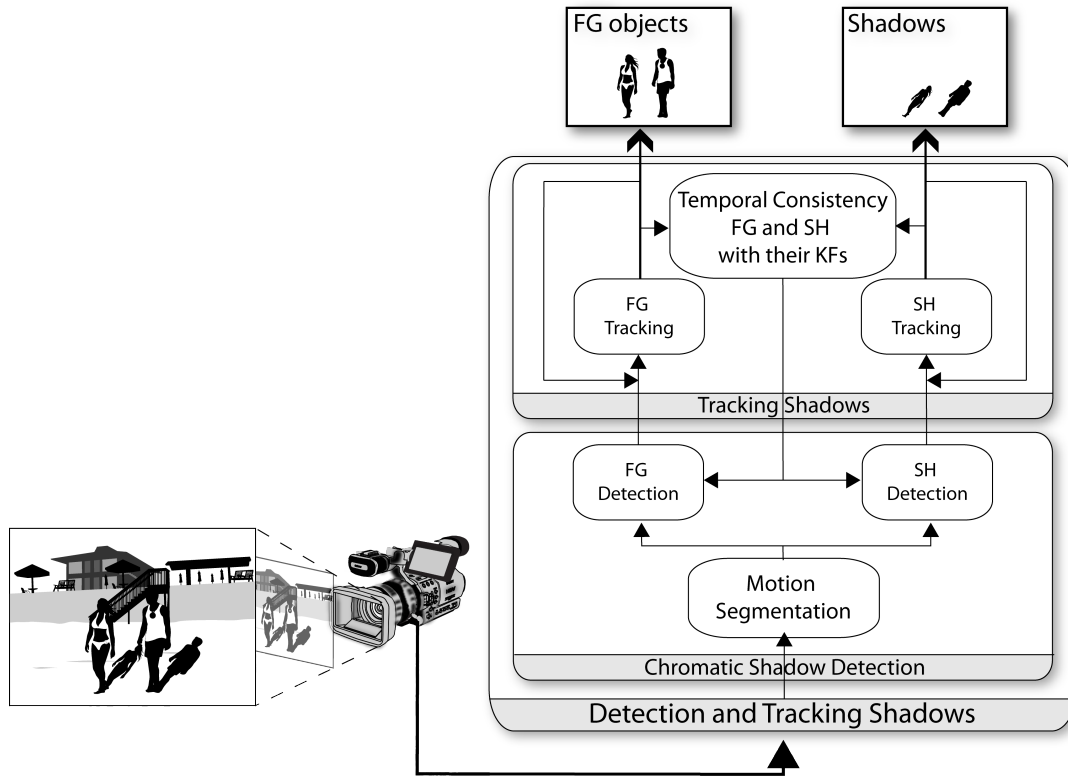 FG objects
Shadows
Temporal Consistency
FG and SH
with their KFs
FG
Tracking
SH
Tracking
Tracking Shadows
FG
Detection
SH
Detection
Motion
Segmentation
Chromatic Shadow Detection
Detection and Tracking Shadows